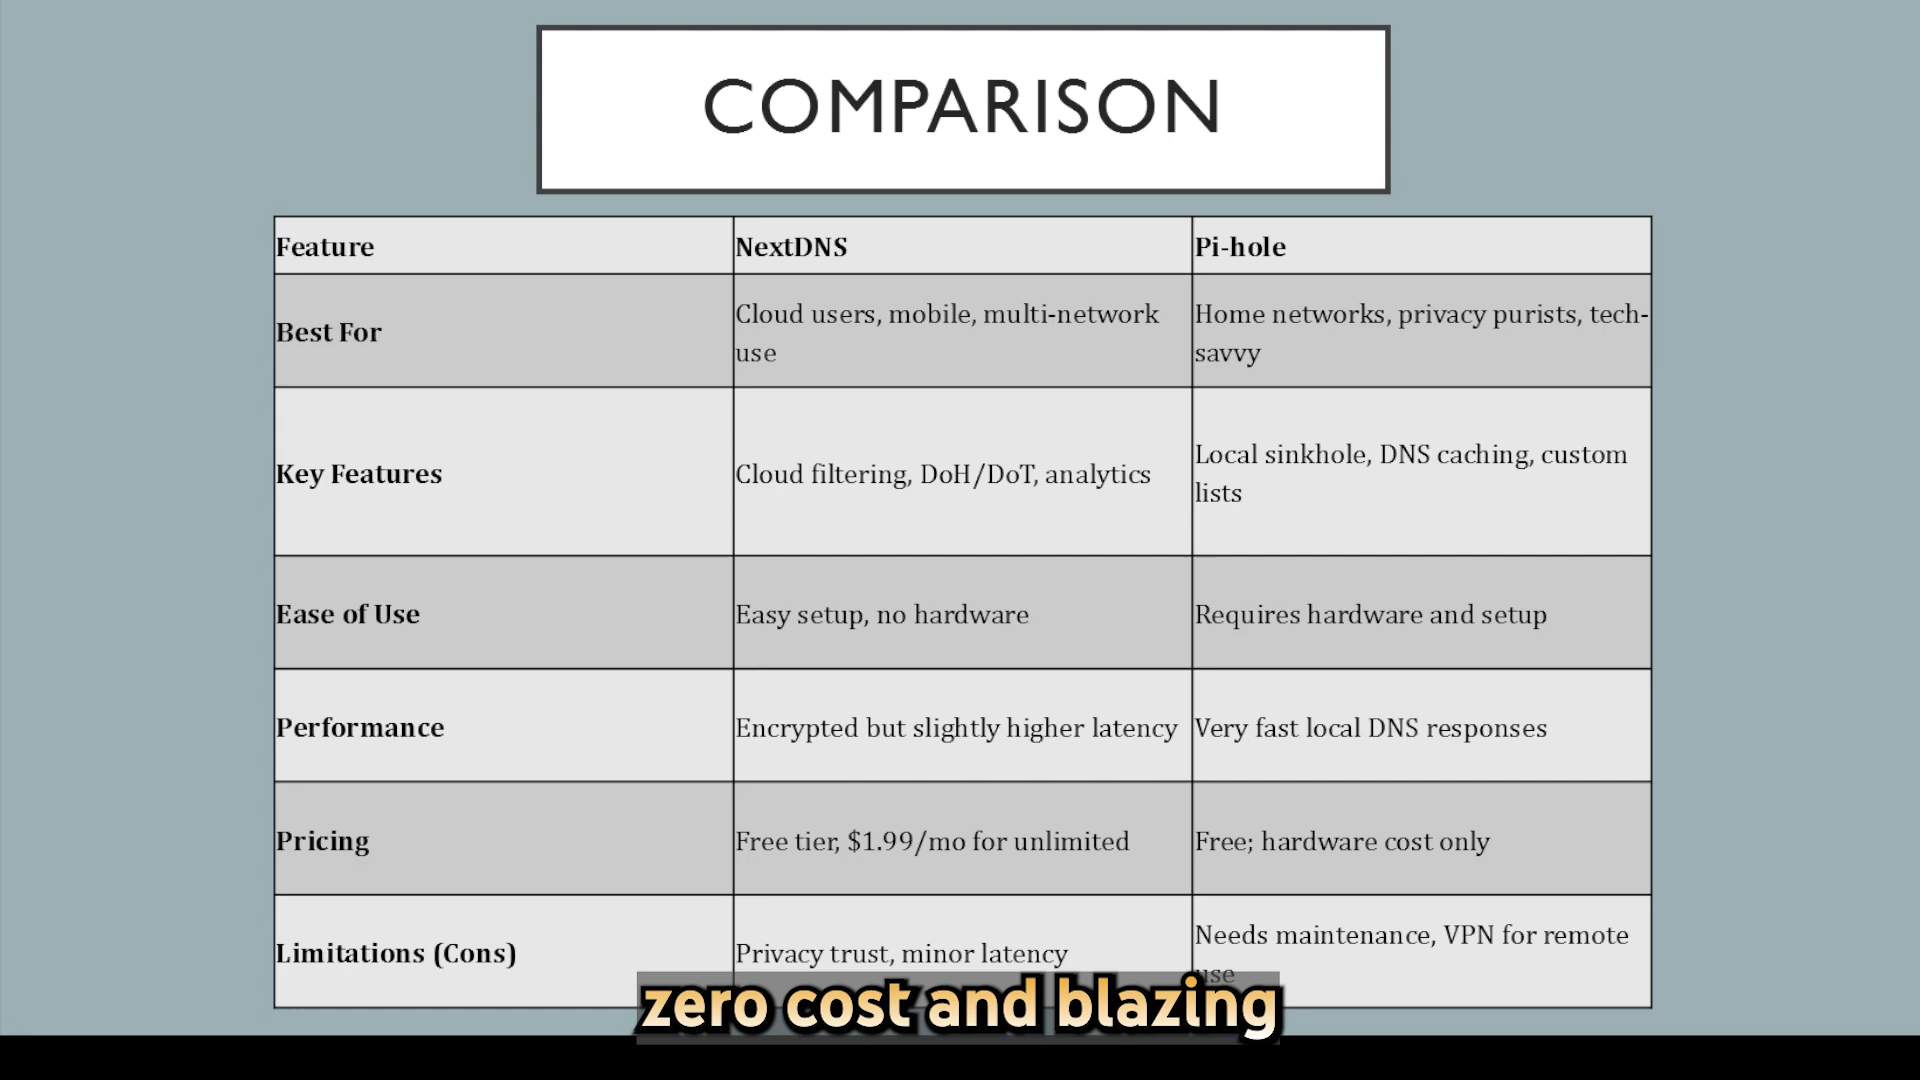 COMPARISON
Feature
NextDNS
Pi-hole
Best For
Cloud users, mobile, multi-network
use
Home networks, privacy purists, tech-
savvy
Key Features
Cloud filtering, DoH/DoT, analytics
Local sinkhole, DNS caching, custom
lists
Ease of Use
Easy setup, no hardware
Requires hardware and setup
Performance
Encrypted but slightly higher latency
Very fast local DNS responses
Pricing
Free tier, $1.99/mo for unlimited
Free; hardware cost only
Limitations (Cons)
Privacy trust, minor latency
Needs maintenance, VPN for remote
use
zero cost and blazing